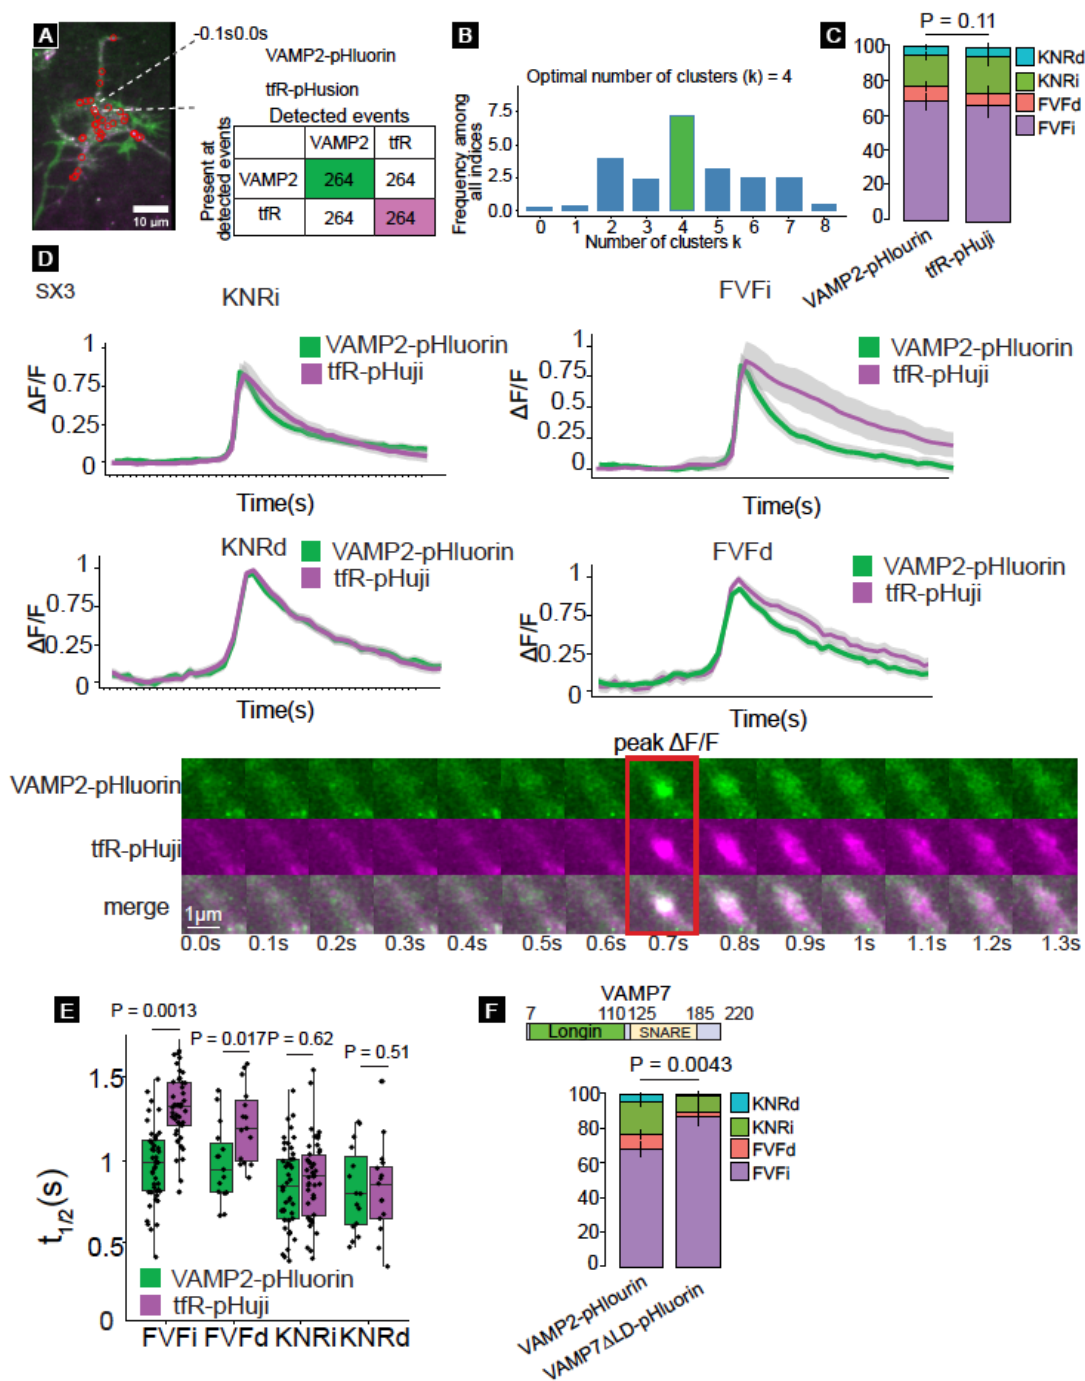 A
-0.1s0.0s
VAMP2-pHluorin
tfR-pHusion
10 µm
Detected events
Present at
detected events
VAMP2 tfR
VAMP2 264 264
tfR 264 264
B
Optimal number of clusters (k) = 4
Frequency among
all indices
7.5
5.0
2.5
0.0
0 1 2 3 4 5 6 7 8
Number of clusters k
C
P = 0.11
100
80
60
40
20
0
KNRd
KNRi
FVFd
FVFi
VAMP2-pHlourin
tfR-pHuji
D
SX3
KNRi
VAMP2-pHluorin
tfR-pHuji
ΔF/F
1
0.75
0.25
0
Time(s)
FVFi
VAMP2-pHluorin
tfR-pHuji
ΔF/F
1
0.75
0.5
0.25
0
Time(s)
KNRd
VAMP2-pHluorin
tfR-pHuji
ΔF/F
1
0.75
0.25
0
Time(s)
FVFd
VAMP2-pHluorin
tfR-pHuji
ΔF/F
1
0.75
0.25
0
Time(s)
peak ΔF/F
VAMP2-pHluorin
tfR-pHuji
merge
1µm
0.0s 0.1s 0.2s 0.3s 0.4s 0.5s 0.6s 0.7s 0.8s 0.9s 1s 1.1s 1.2s 1.3s
E
P = 0.0013
P = 0.017
P = 0.62
P = 0.51
t1/2(s)
1.5
1
0.5
0
VAMP2-pHluorin
tfR-pHuji
FVFi FVFd KNRi KNRd
F
VAMP7
7 110 125 185 220
Longin SNARE
P = 0.0043
100
80
60
40
20
0
KNRd
KNRi
FVFd
FVFi
VAMP2-pHlourin
VAMP7ΔLD-pHluorin